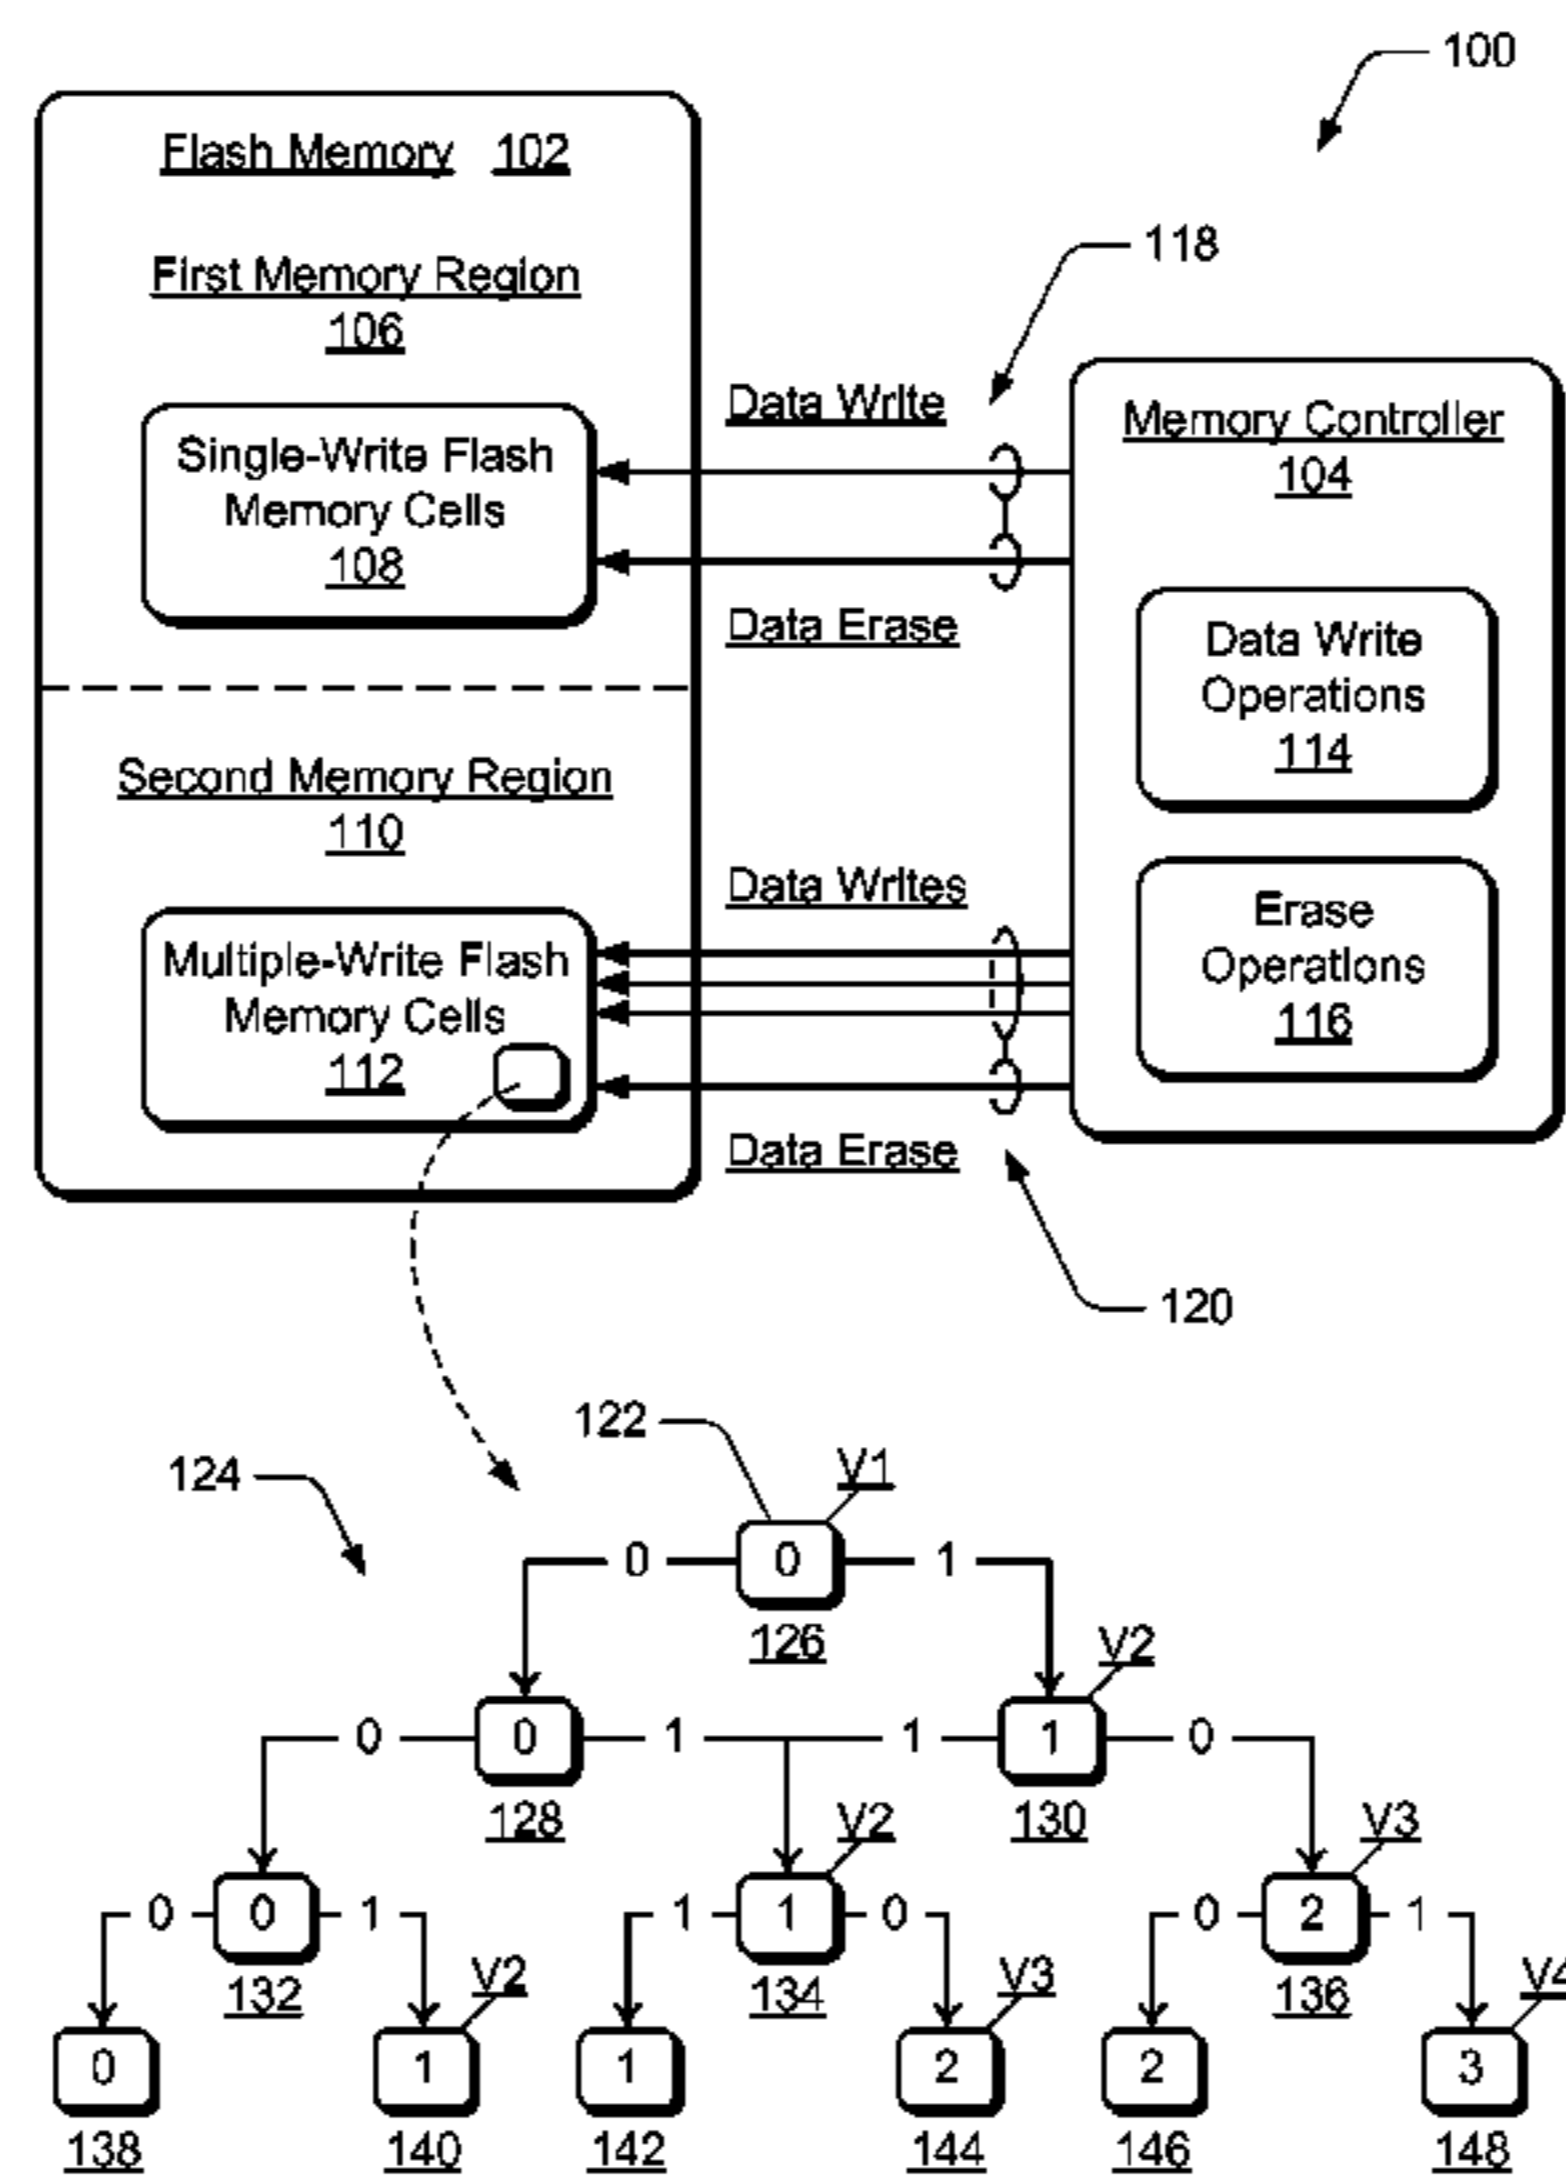 100
Flash Memory 102
118
First Memory Region
106
Data Write
Memory Controller
104
Single-Write Flash
Memory Cells
108
Data Erase
Data Write
Operations
114
Second Memory Region
110
Data Writes
Erase
Operations
116
Multiple-Write Flash
Memory Cells
112
Data Erase
120
122
V1
124
0 0 1
126
V2
0 0 1 1 1 0
128 V2 130 V3
0 0 1 1 1 0 0 2 1
132 V2 134 V3 136 V4
0 1 1 2 2 3
138 140 142 144 146 148